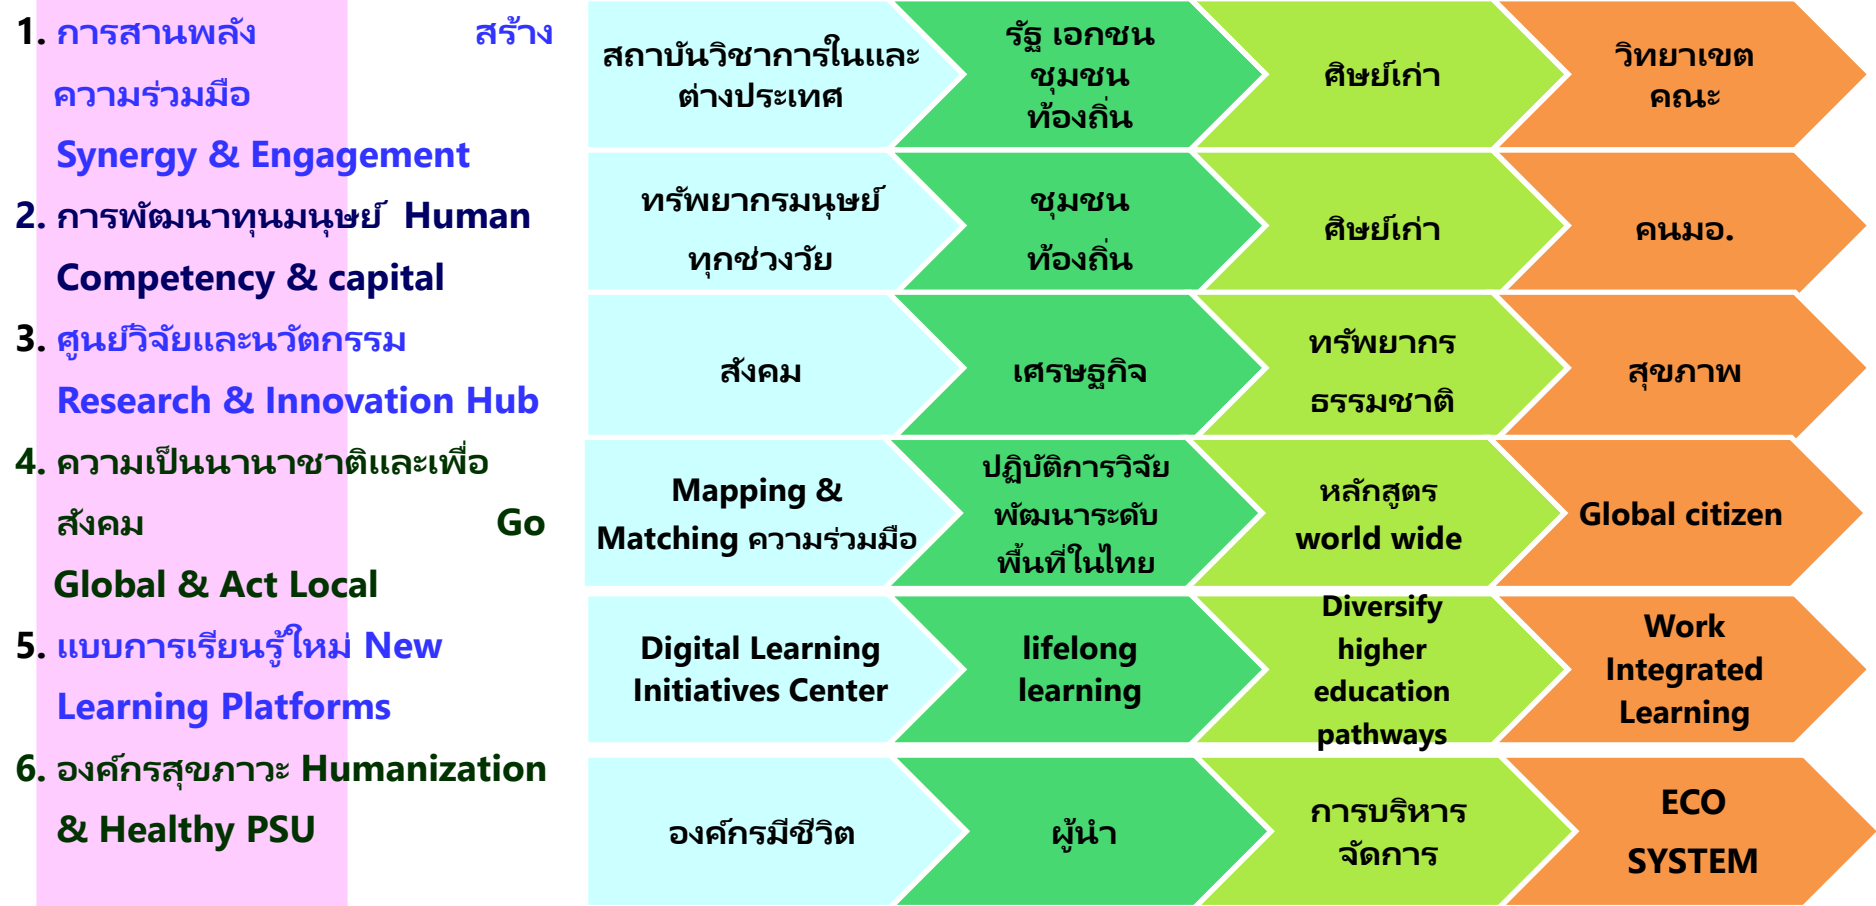 1. การสานพลัง สร้าง
ความร่วมมือ
Synergy & Engagement
2. การพัฒนาทุนมนุษย์ Human
Competency & capital
3. ศูนย์วิจัยและนวัตกรรม
Research & Innovation Hub
4. ความเป็นนานาชาติและเพื่อ
สังคม Go
Global & Act Local
5. แบบการเรียนรู้ใหม่ New
Learning Platforms
6. องค์กรสุขภาวะ Humanization
& Healthy PSU
สถาบันวิชาการในและ
ต่างประเทศ
รัฐ เอกชน
ชุมชน
ท้องถิ่น
ศิษย์เก่า
วิทยาเขต
คณะ
ทรัพยากรมนุษย์
ทุกช่วงวัย
ชุมชน
ท้องถิ่น
ศิษย์เก่า
คนมอ.
สังคม
เศรษฐกิจ
ทรัพยากร
ธรรมชาติ
สุขภาพ
Mapping &
Matching ความร่วมมือ
ปฏิบัติการวิจัย
พัฒนาระดับ
พื้นที่ในไทย
หลักสูตร
world wide
Global citizen
Digital Learning
Initiatives Center
lifelong
learning
Diversify
higher
education
pathways
Work
Integrated
Learning
องค์กรมีชีวิต
ผู้นำ
การบริหาร
จัดการ
ECO
SYSTEM